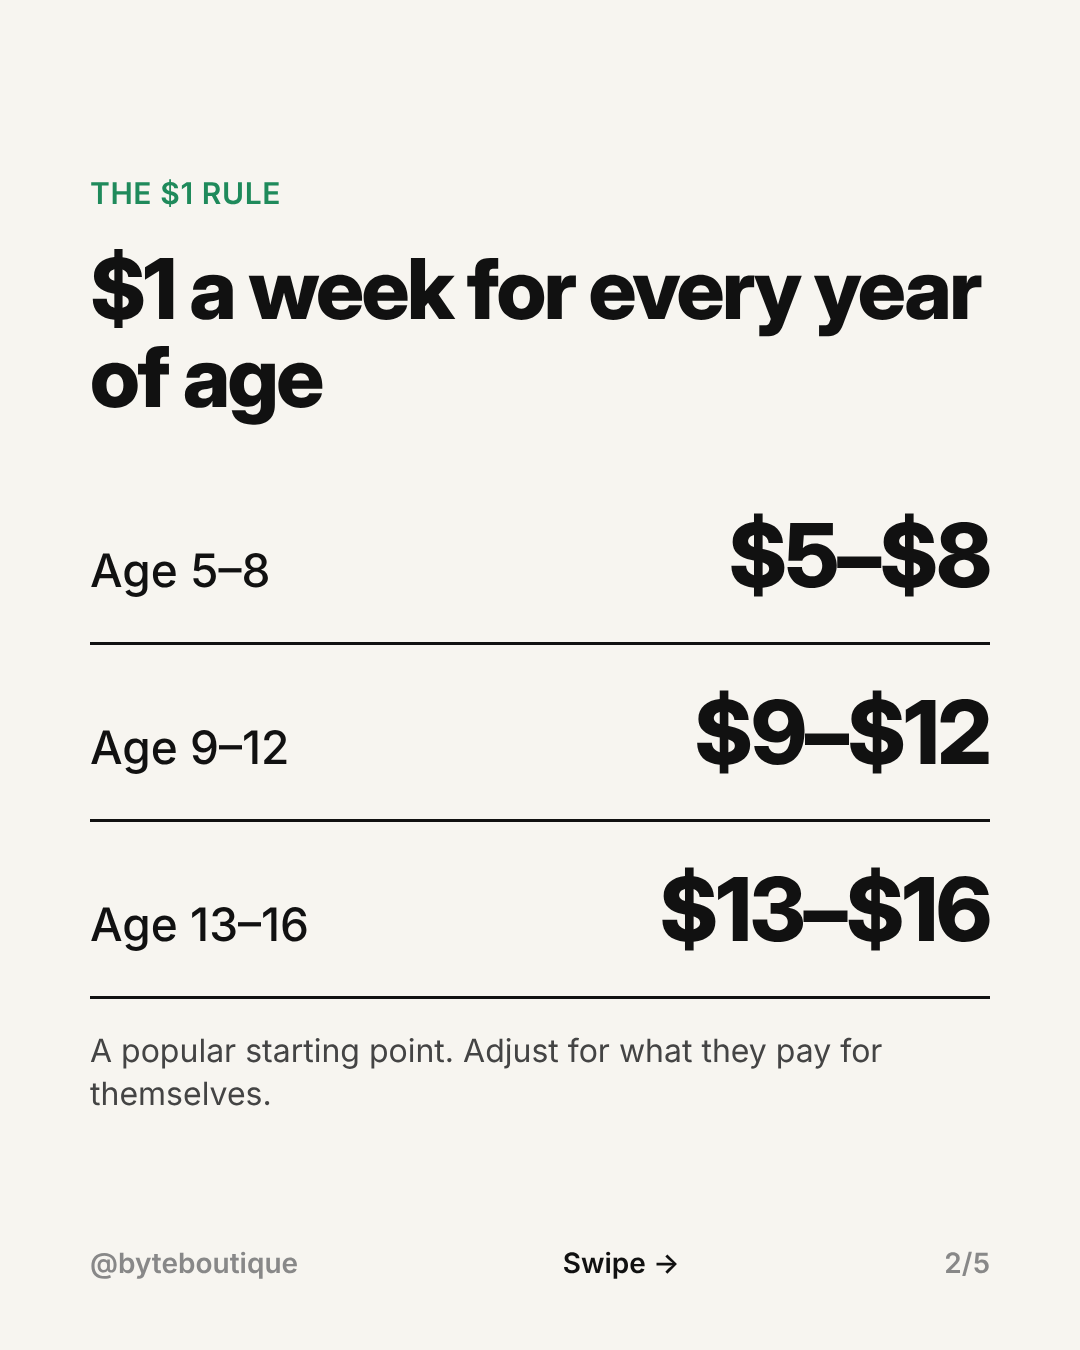 THE $1 RULE
$1 a week for every year
of age
Age 5–8 $5–$8
Age 9–12 $9–$12
Age 13–16 $13–$16
A popular starting point. Adjust for what they pay for
themselves.
@byteboutique Swipe → 2/5